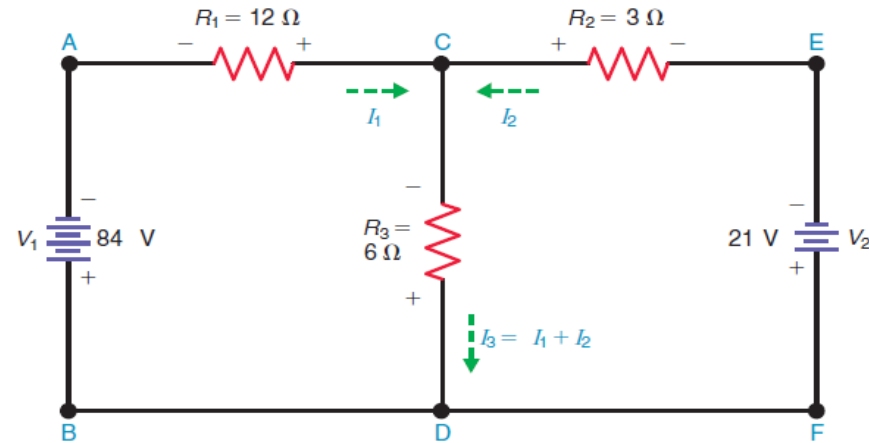 R₁ = 12 Ω
R₂ = 3 Ω
A
− +
C
+ −
E
I₁
I₂
−
−
−
V₁
84 V
R₃ =
6 Ω
21 V
V₂
+
+
+
I₃ = I₁ + I₂
B
D
F